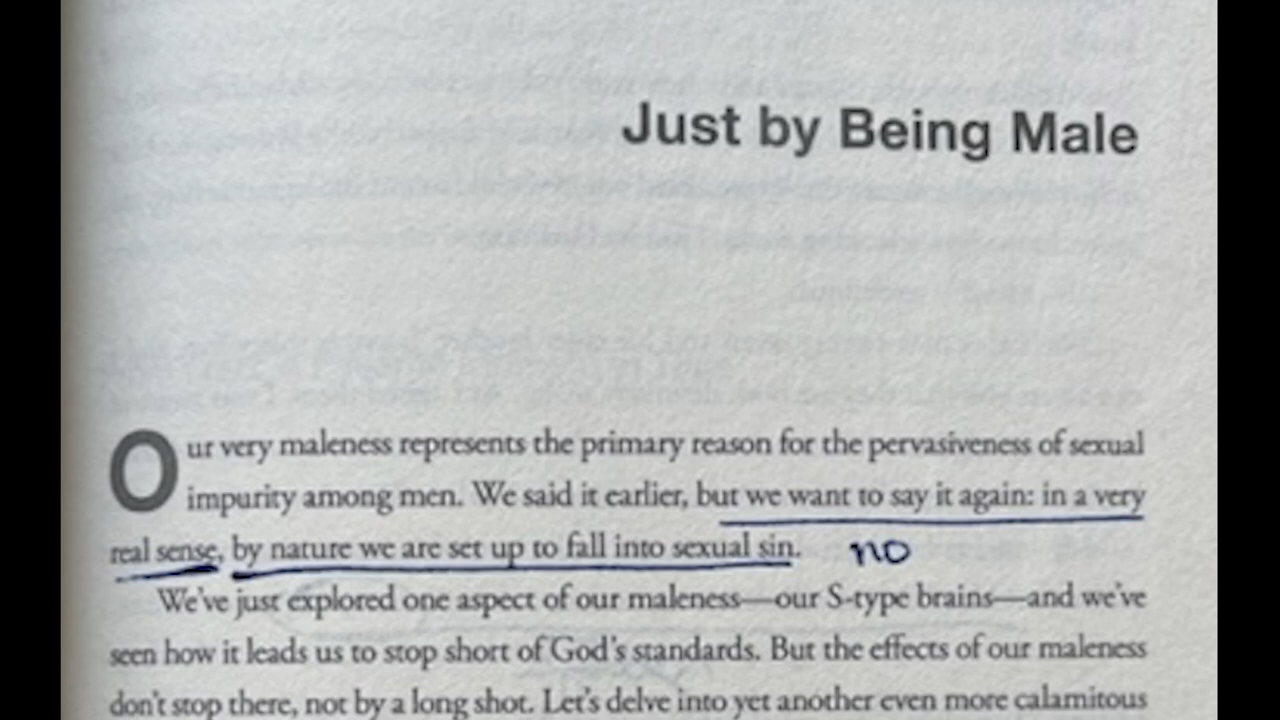 Just by Being Male
Our very maleness represents the primary reason for the pervasiveness of sexual
impurity among men. We said it earlier, but we want to say it again: in a very
real sense, by nature we are set up to fall into sexual sin. no
We've just explored one aspect of our maleness—our S-type brains—and we've
seen how it leads us to stop short of God's standards. But the effects of our maleness
don't stop there, not by a long shot. Let's delve into yet another even more calamitous